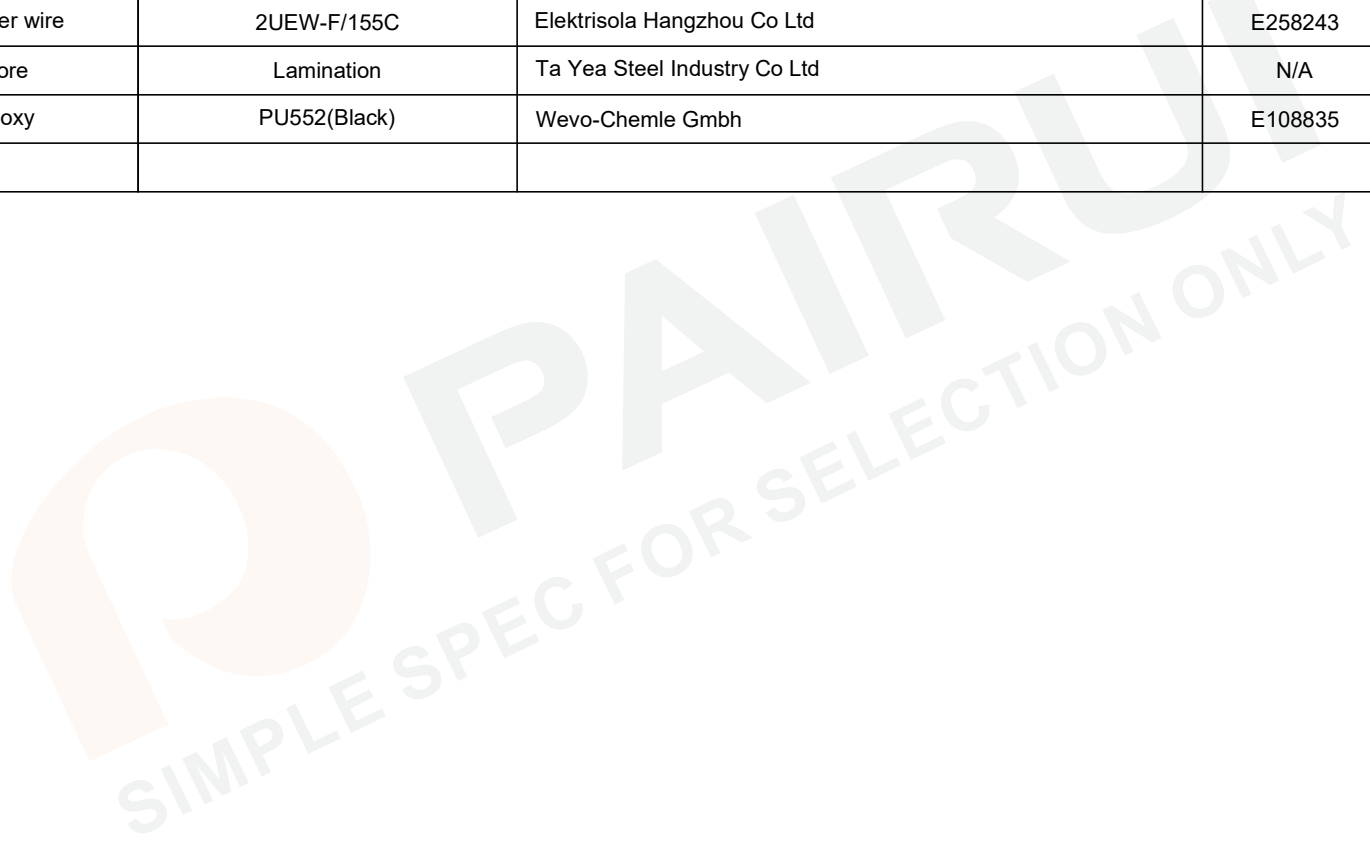 er wire 2UEW-F/155C Elektrisola Hangzhou Co Ltd E258243
ore Lamination Ta Yea Steel Industry Co Ltd N/A
oxy PU552(Black) Wevo-Chemle Gmbh E108835
PAIRUI
SIMPLE SPEC FOR SELECTION ONLY